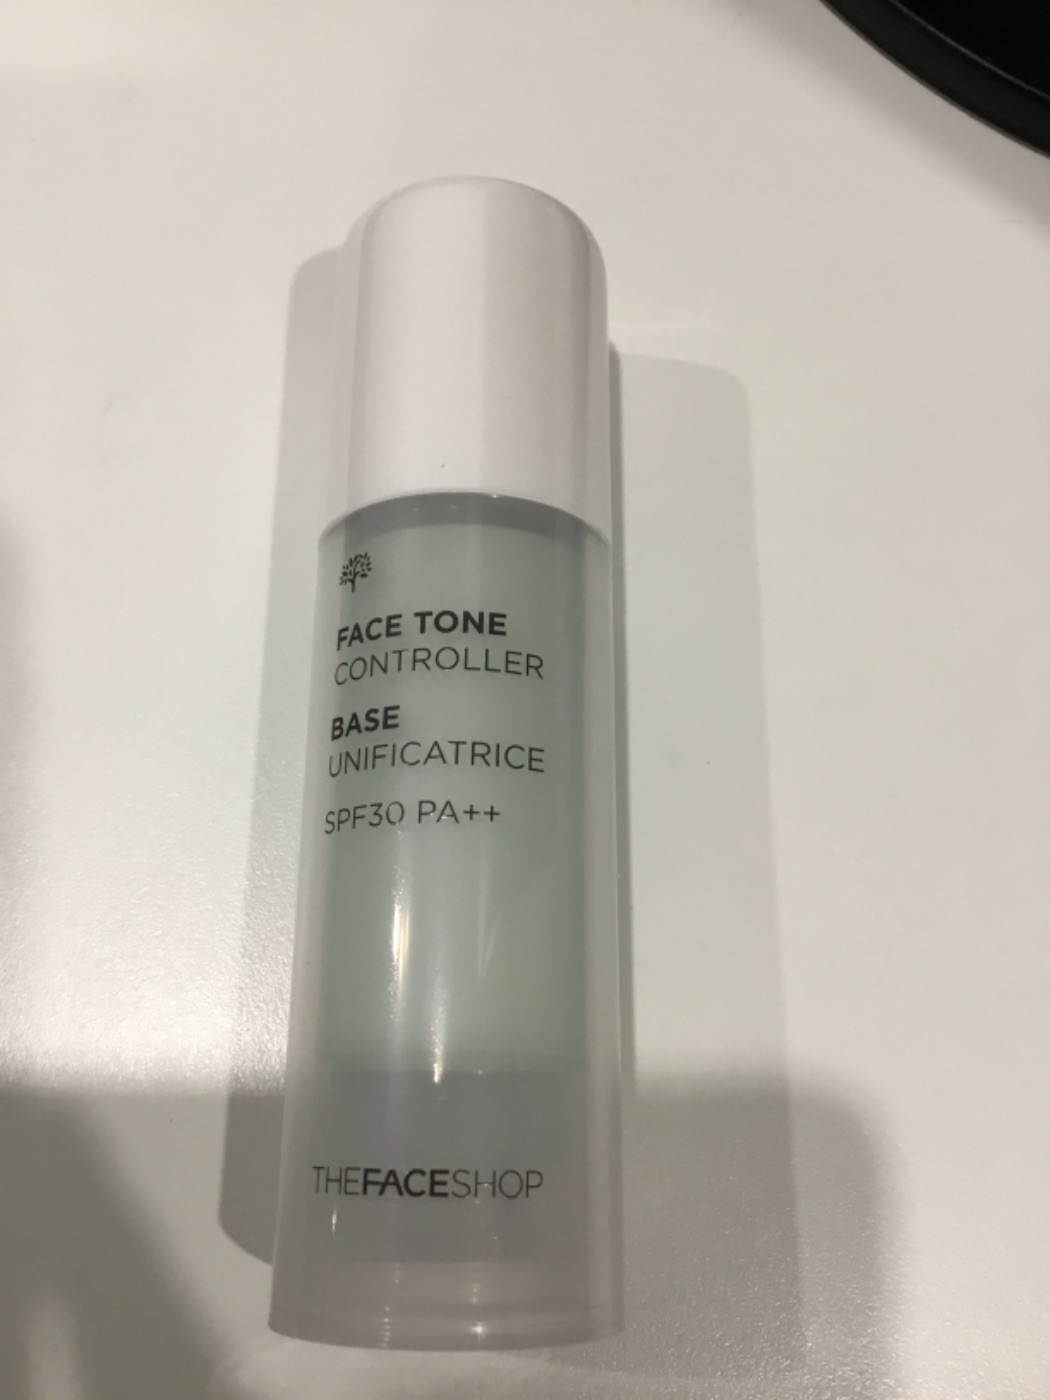 FACE TONE
CONTROLLER
BASE
UNIFICATRICE
SPF30 PA++
THEFACESHOP